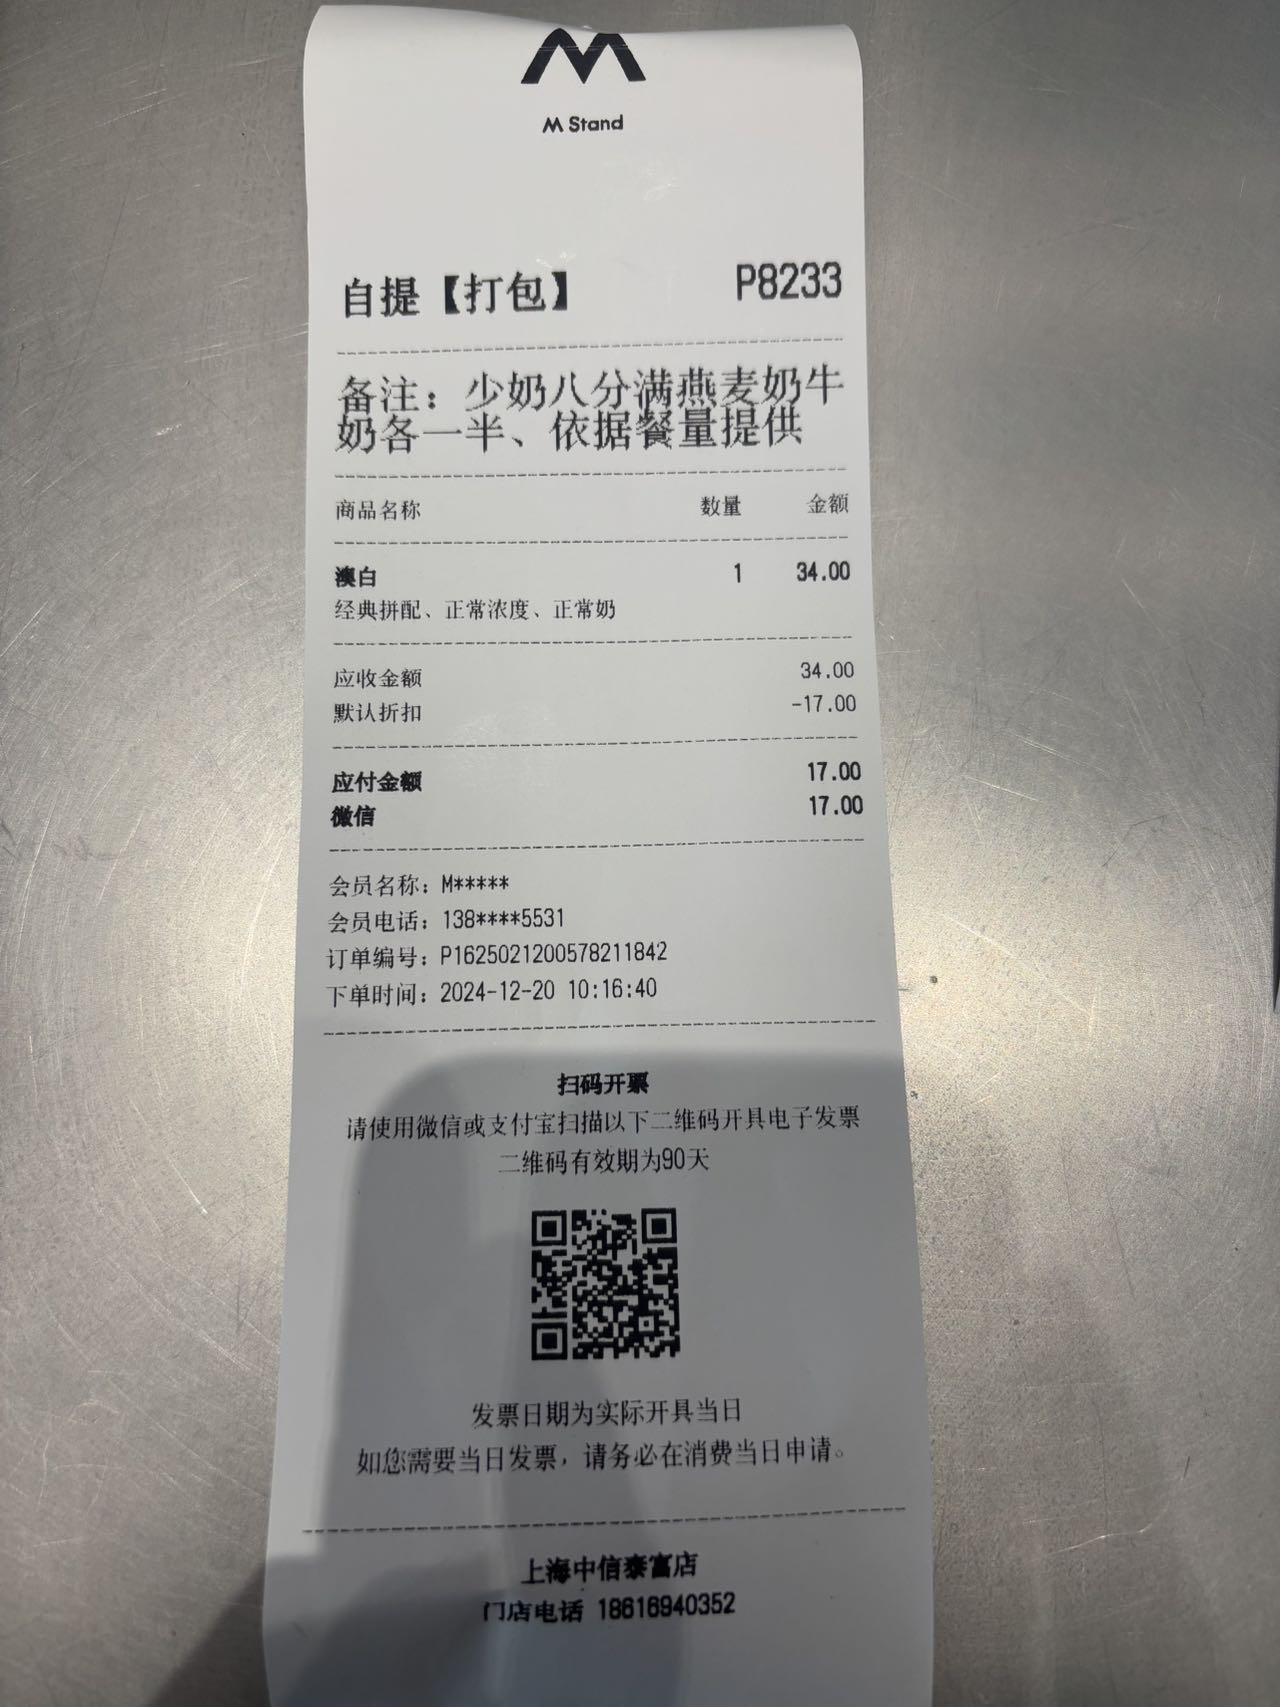 M Stand
自提【打包】 P8233
备注：少奶八分满燕麦奶牛
奶各一半、依据餐量提供
商品名称 数量 金额
澳白 1 34.00
经典拼配、正常浓度、正常奶
应收金额 34.00
默认折扣 -17.00
应付金额 17.00
微信 17.00
会员名称：M*****
会员电话：138****5531
订单编号：P1625021200578211842
下单时间：2024-12-20 10:16:40
扫码开票
请使用微信或支付宝扫描以下二维码开具电子发票
二维码有效期为90天
发票日期为实际开具当日
如您需要当日发票，请务必在消费当日申请。
上海中信泰富店
门店电话 18616940352